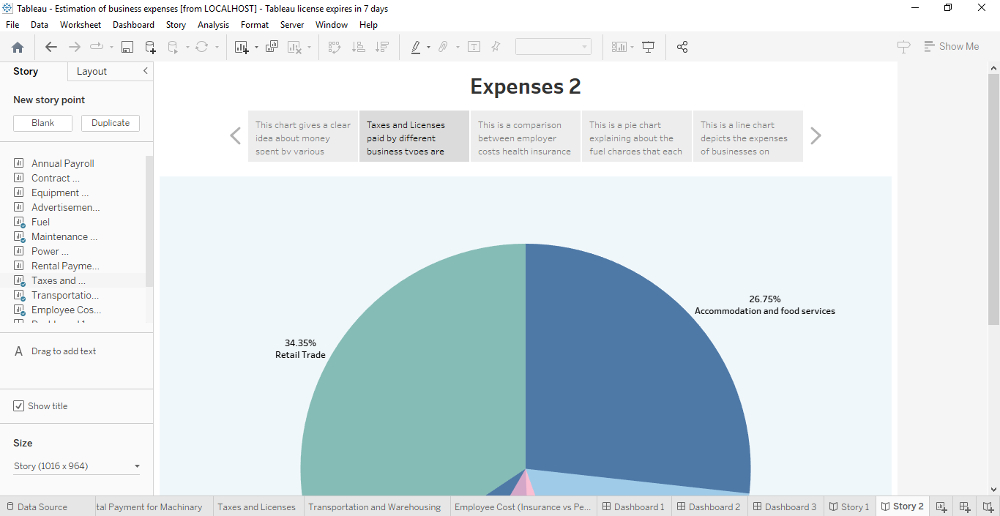 Tableau - Estimation of business expenses [from LOCALHOST] - Tableau license expires in 7 days
File Data Worksheet Dashboard Story Analysis Format Server Window Help
Show Me
Story Layout
New story point
Blank Duplicate
Annual Payroll
Contract ...
Equipment ...
Advertisemen...
Fuel
Maintenance ...
Power ...
Rental Payme...
Taxes and ...
Transportatio...
Employee Cos...
A Drag to add text
Show title
Size
Story (1016 x 964)
Expenses 2
This chart gives a clear
idea about money
spent by various
Taxes and Licenses
paid by different
business types are
This is a comparison
between employer
costs health insurance
This is a pie chart
explaining about the
fuel charges that each
This is a line chart
depicts the expenses
of businesses on
26.75%
Accommodation and food services
34.35%
Retail Trade
Data Source tal Payment for Machinary Taxes and Licenses Transportation and Warehousing Employee Cost (Insurance vs Pe... Dashboard 1 Dashboard 2 Dashboard 3 Story 1 Story 2